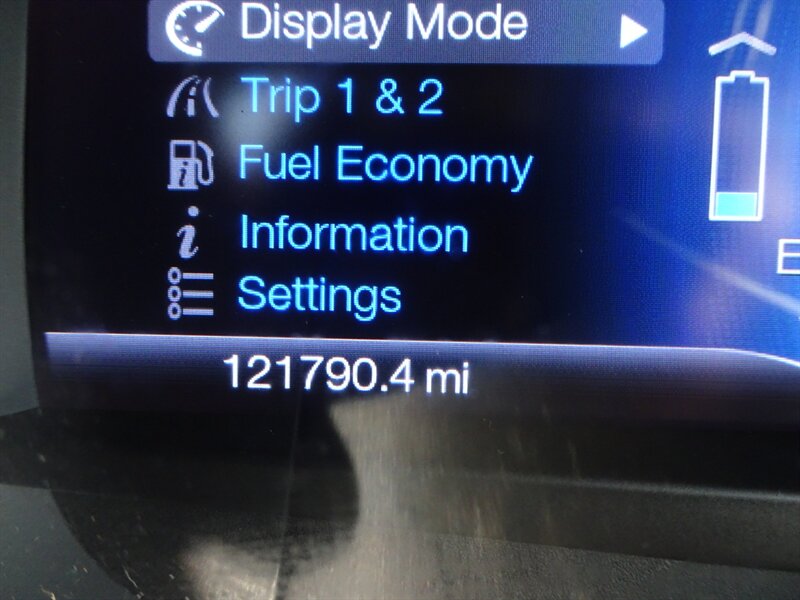 Display Mode
Trip 1 & 2
Fuel Economy
Information
E
Settings
121790.4 mi